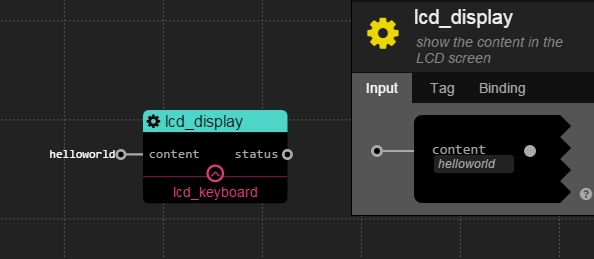 lcd_display
helloworld content status
lcd_keyboard
lcd_display
show the content in the
LCD screen
Input Tag Binding
content
helloworld
?